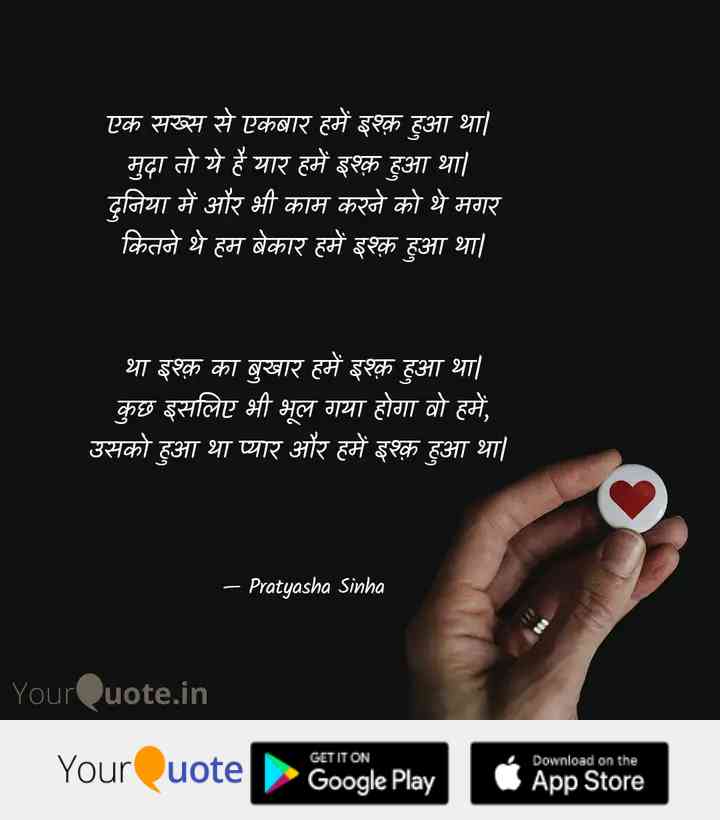 एक सख्स से एकबार हमें इश्क़ हुआ था|
मुद्दा तो ये है यार हमें इश्क़ हुआ था|
दुनिया में और भी काम करने को थे मगर
कितने थे हम बेकार हमें इश्क़ हुआ था|
था इश्क़ का बुखार हमें इश्क़ हुआ था|
कुछ इसलिए भी भूल गया होगा वो हमें,
उसको हुआ था प्यार और हमें इश्क़ हुआ था|
— Pratyasha Sinha
YourQuote.in
YourQuote
GET IT ON
Google Play
Download on the
App Store